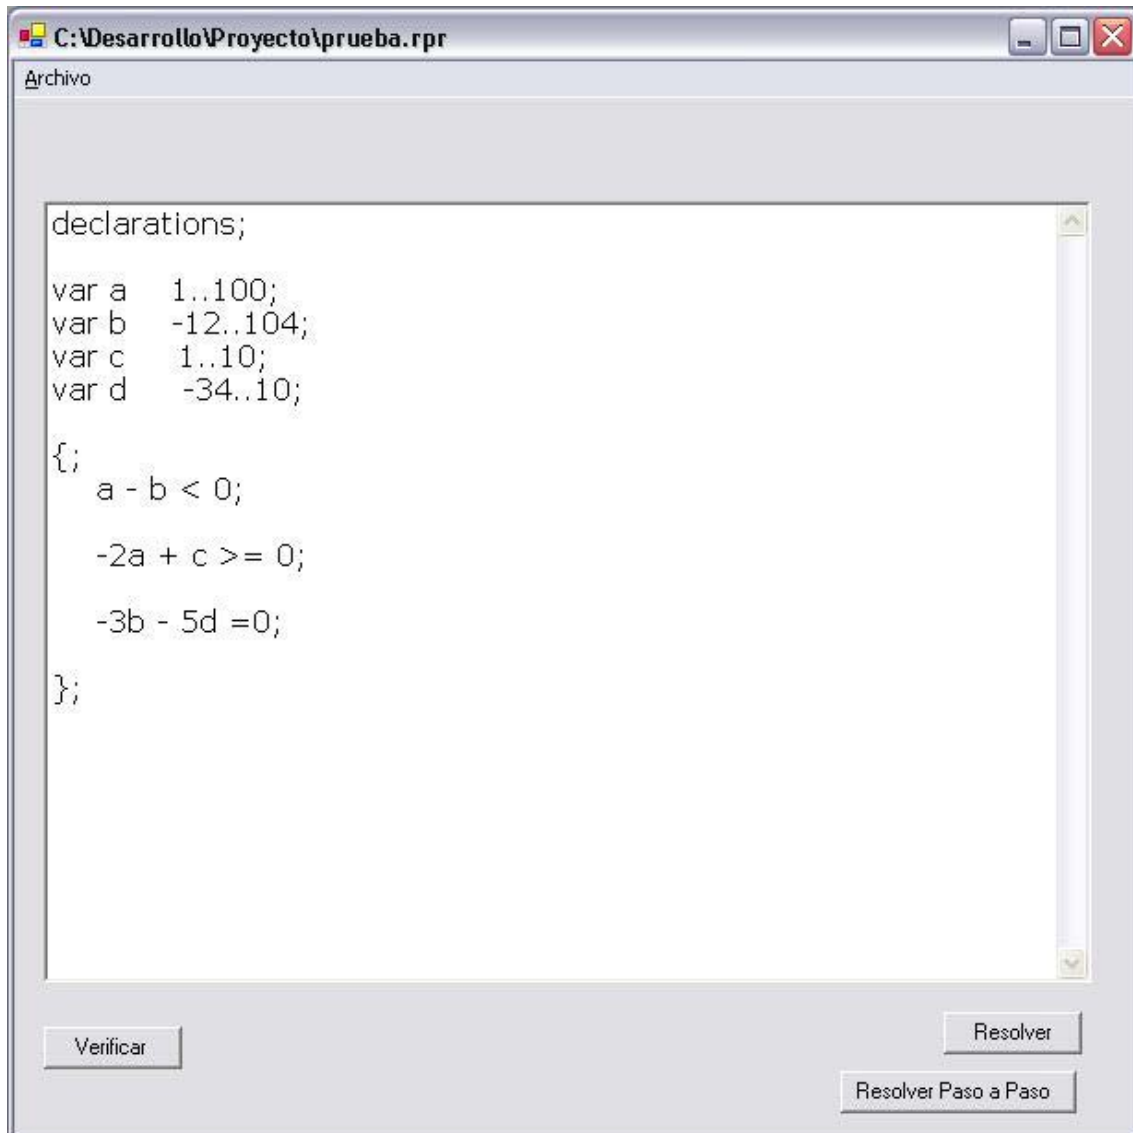 C:\Desarrollo\Proyecto\prueba.rpr
Archivo
declarations;
var a 1..100;
var b -12..104;
var c 1..10;
var d -34..10;
{;
a - b < 0;
-2a + c >= 0;
-3b - 5d =0;
};
Verificar
Resolver
Resolver Paso a Paso